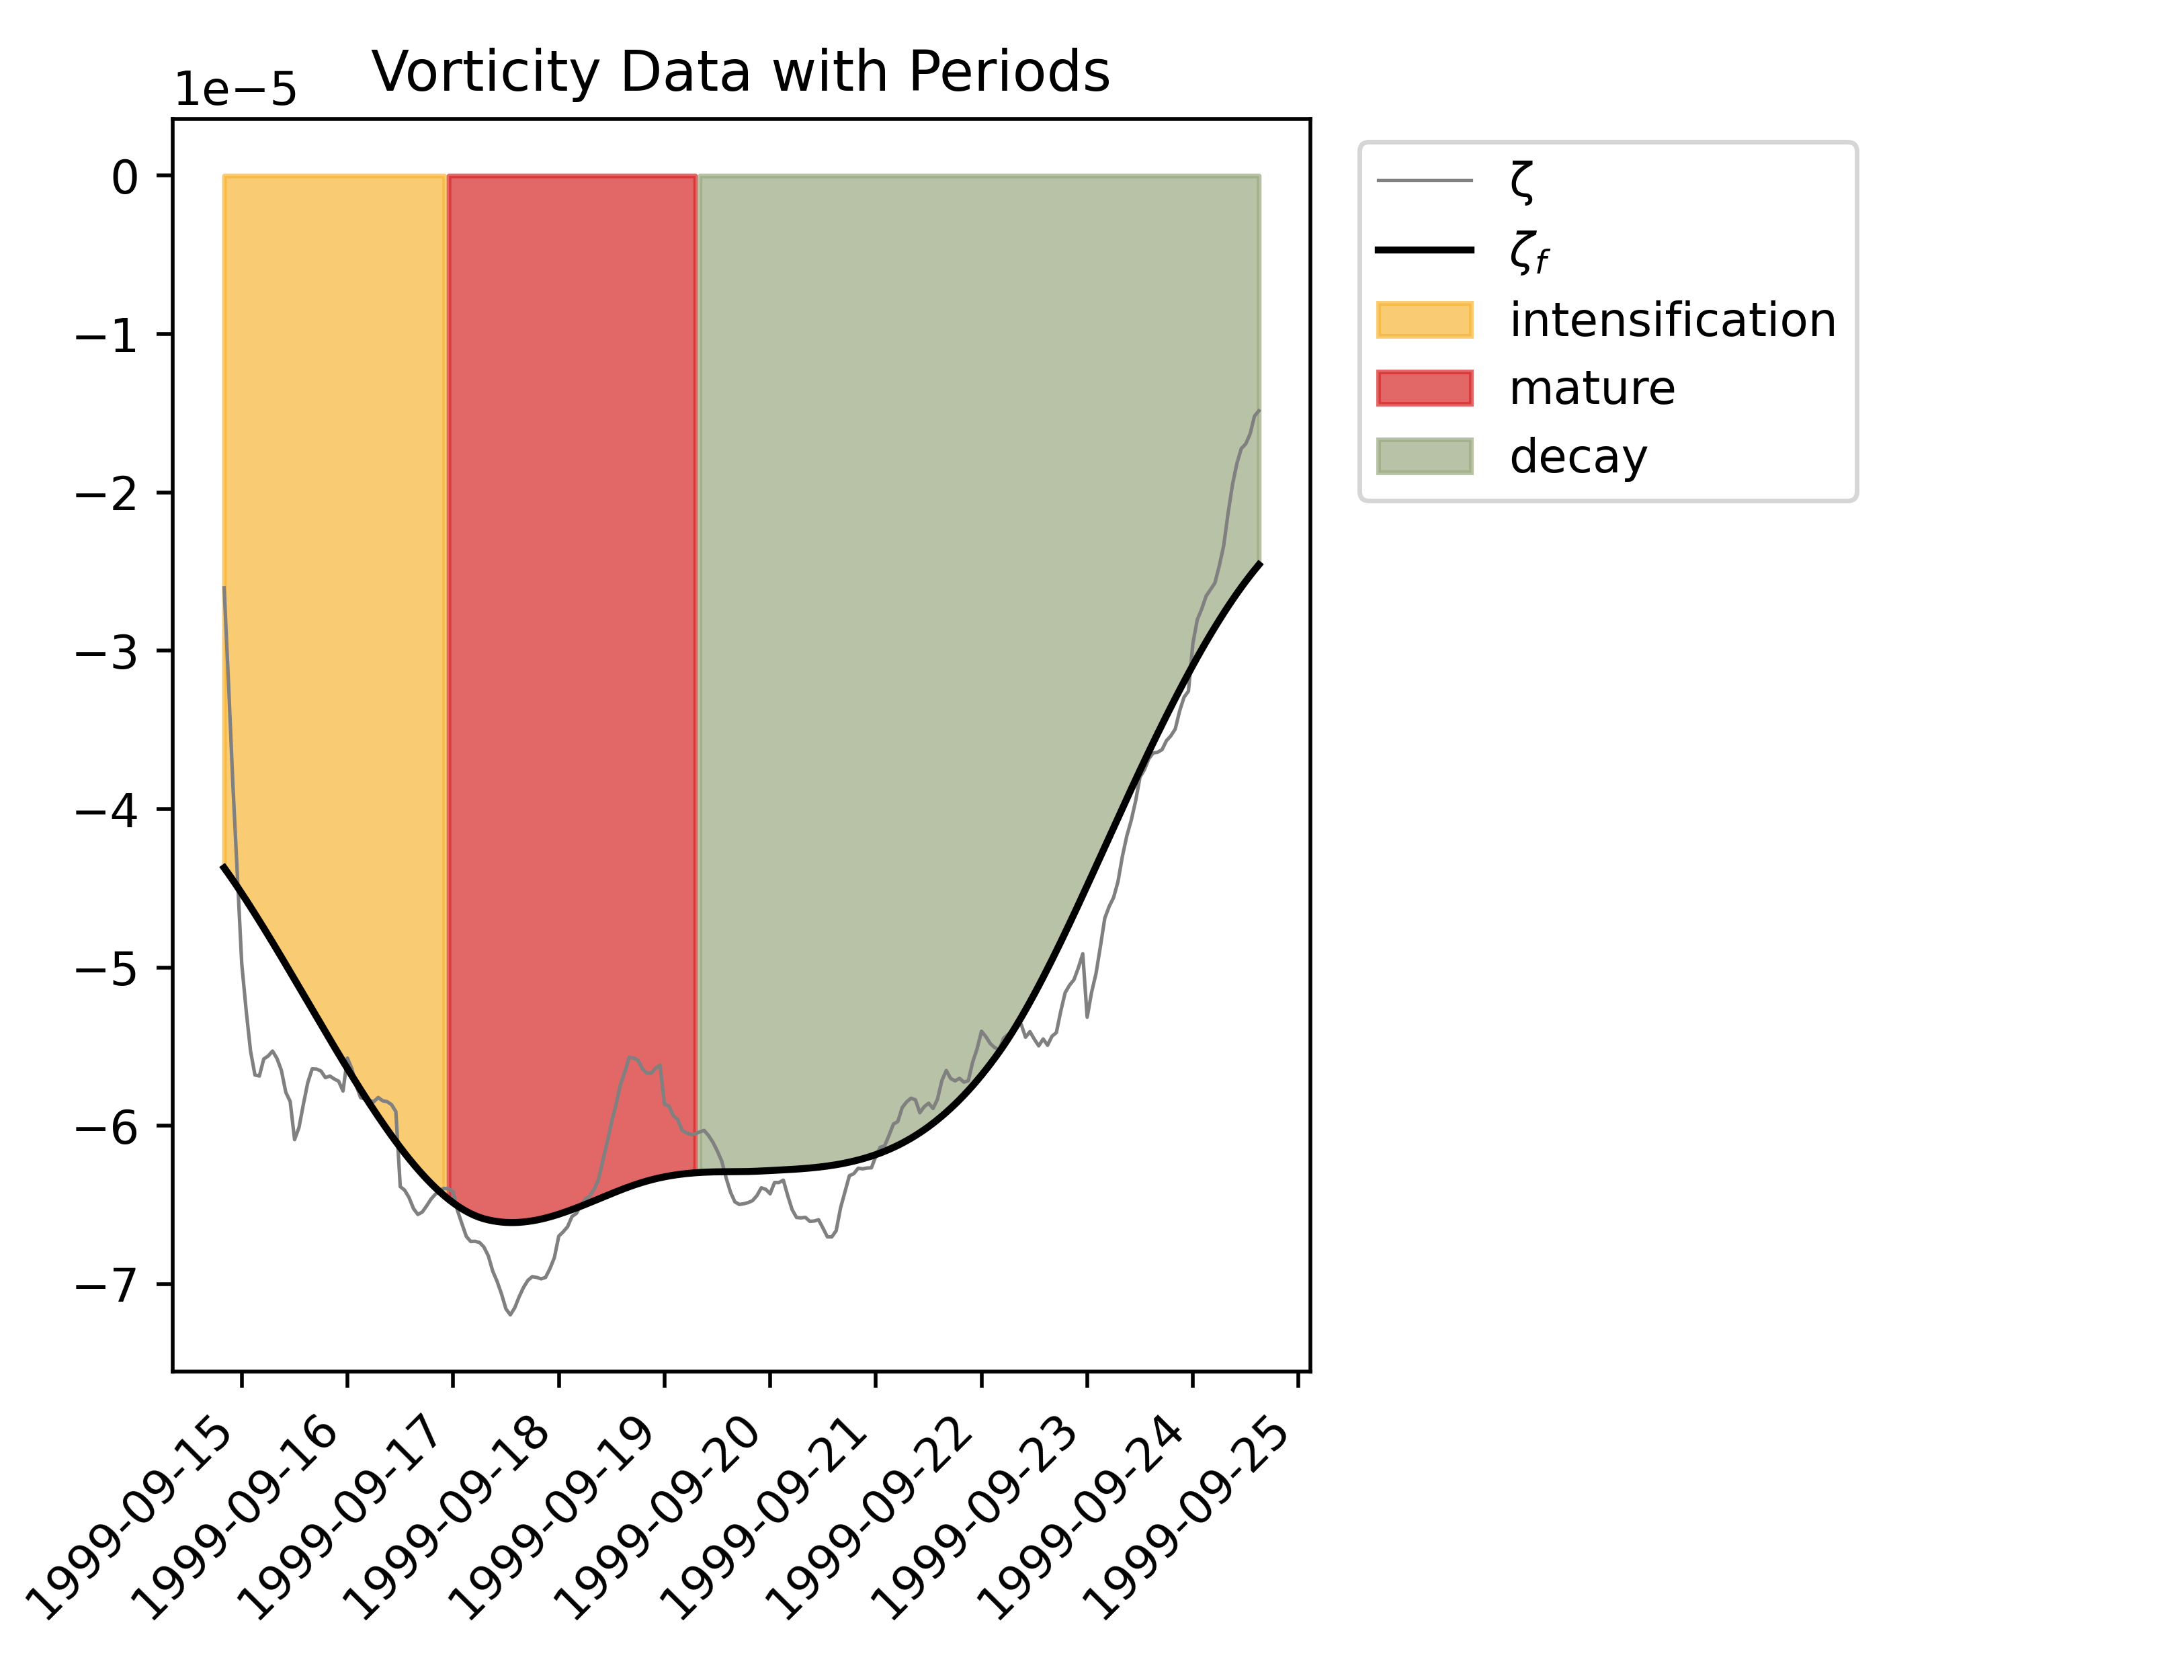 Vorticity Data with Periods
1e−5
0
−1
−2
−3
−4
−5
−6
−7
1999-09-15
1999-09-16
1999-09-17
1999-09-18
1999-09-19
1999-09-20
1999-09-21
1999-09-22
1999-09-23
1999-09-24
1999-09-25
ζ
ζf
intensification
mature
decay